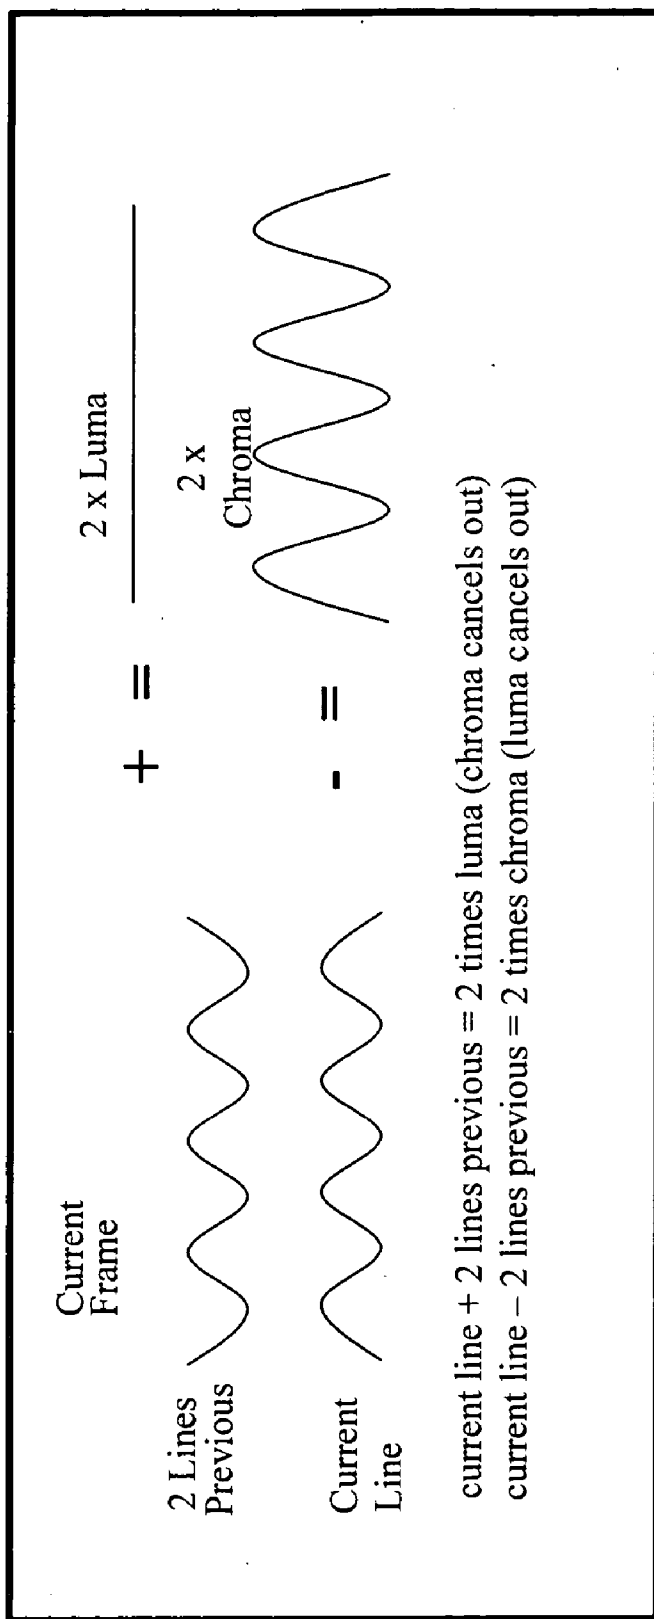 Current
Frame
2 Lines
Previous
+ =
2 x Luma
Current
Line
- =
2 x
Chroma
current line + 2 lines previous = 2 times luma (chroma cancels out)
current line – 2 lines previous = 2 times chroma (luma cancels out)